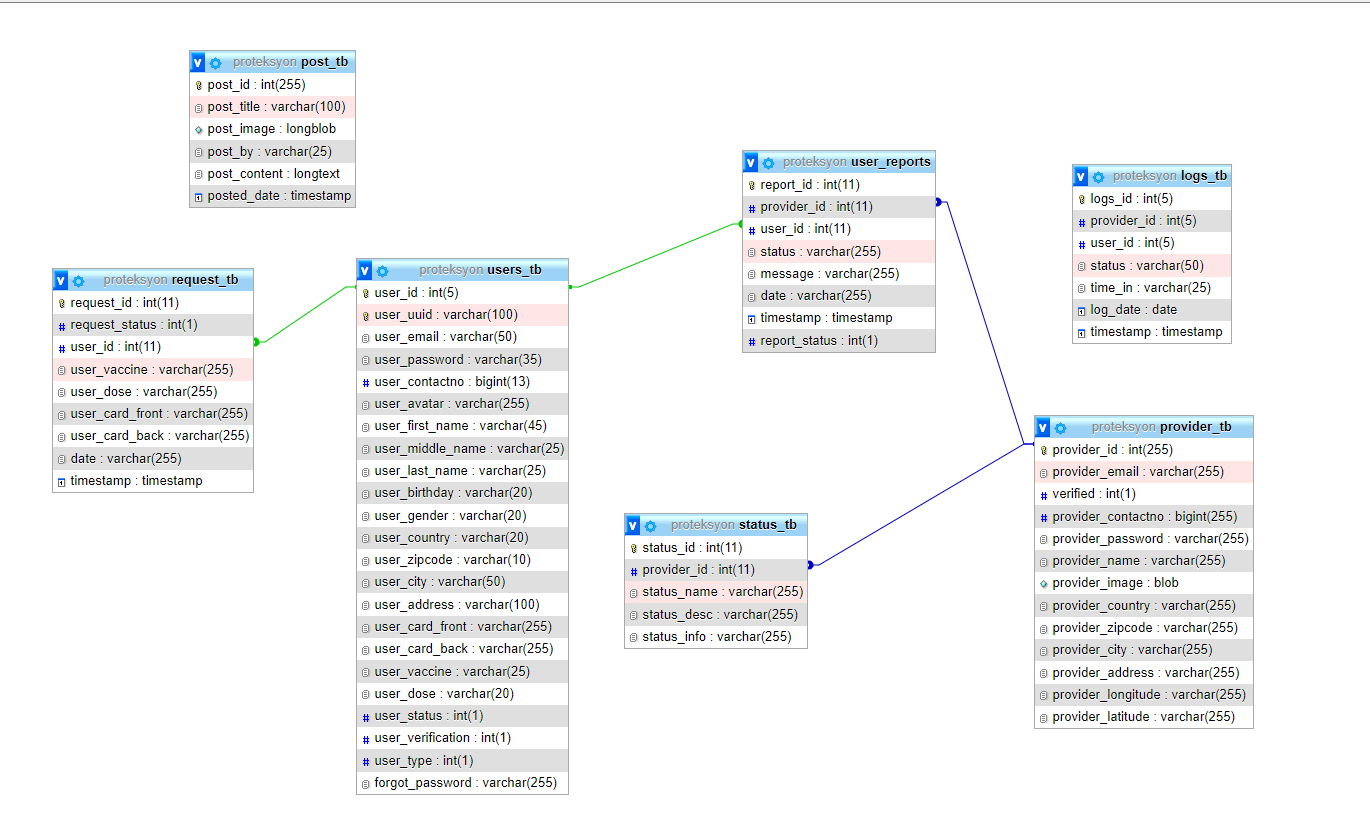 proteksyon post_tb
post_id : int(255)
post_title : varchar(100)
post_image : longblob
post_by : varchar(25)
post_content : longtext
posted_date : timestamp
proteksyon request_tb
request_id : int(11)
request_status : int(1)
user_id : int(11)
user_vaccine : varchar(255)
user_dose : varchar(255)
user_card_front : varchar(255)
user_card_back : varchar(255)
date : varchar(255)
timestamp : timestamp
proteksyon users_tb
user_id : int(5)
user_uuid : varchar(100)
user_email : varchar(50)
user_password : varchar(35)
user_contactno : bigint(13)
user_avatar : varchar(255)
user_first_name : varchar(45)
user_middle_name : varchar(25)
user_last_name : varchar(25)
user_birthday : varchar(20)
user_gender : varchar(20)
user_country : varchar(20)
user_zipcode : varchar(10)
user_city : varchar(50)
user_address : varchar(100)
user_card_front : varchar(255)
user_card_back : varchar(255)
user_vaccine : varchar(25)
user_dose : varchar(20)
user_status : int(1)
user_verification : int(1)
user_type : int(1)
forgot_password : varchar(255)
proteksyon user_reports
report_id : int(11)
provider_id : int(11)
user_id : int(11)
status : varchar(255)
message : varchar(255)
date : varchar(255)
timestamp : timestamp
report_status : int(1)
proteksyon status_tb
status_id : int(11)
provider_id : int(11)
status_name : varchar(255)
status_desc : varchar(255)
status_info : varchar(255)
proteksyon logs_tb
logs_id : int(5)
provider_id : int(5)
user_id : int(5)
status : varchar(50)
time_in : varchar(25)
log_date : date
timestamp : timestamp
proteksyon provider_tb
provider_id : int(255)
provider_email : varchar(255)
verified : int(1)
provider_contactno : bigint(255)
provider_password : varchar(255)
provider_name : varchar(255)
provider_image : blob
provider_country : varchar(255)
provider_zipcode : varchar(255)
provider_city : varchar(255)
provider_address : varchar(255)
provider_longitude : varchar(255)
provider_latitude : varchar(255)